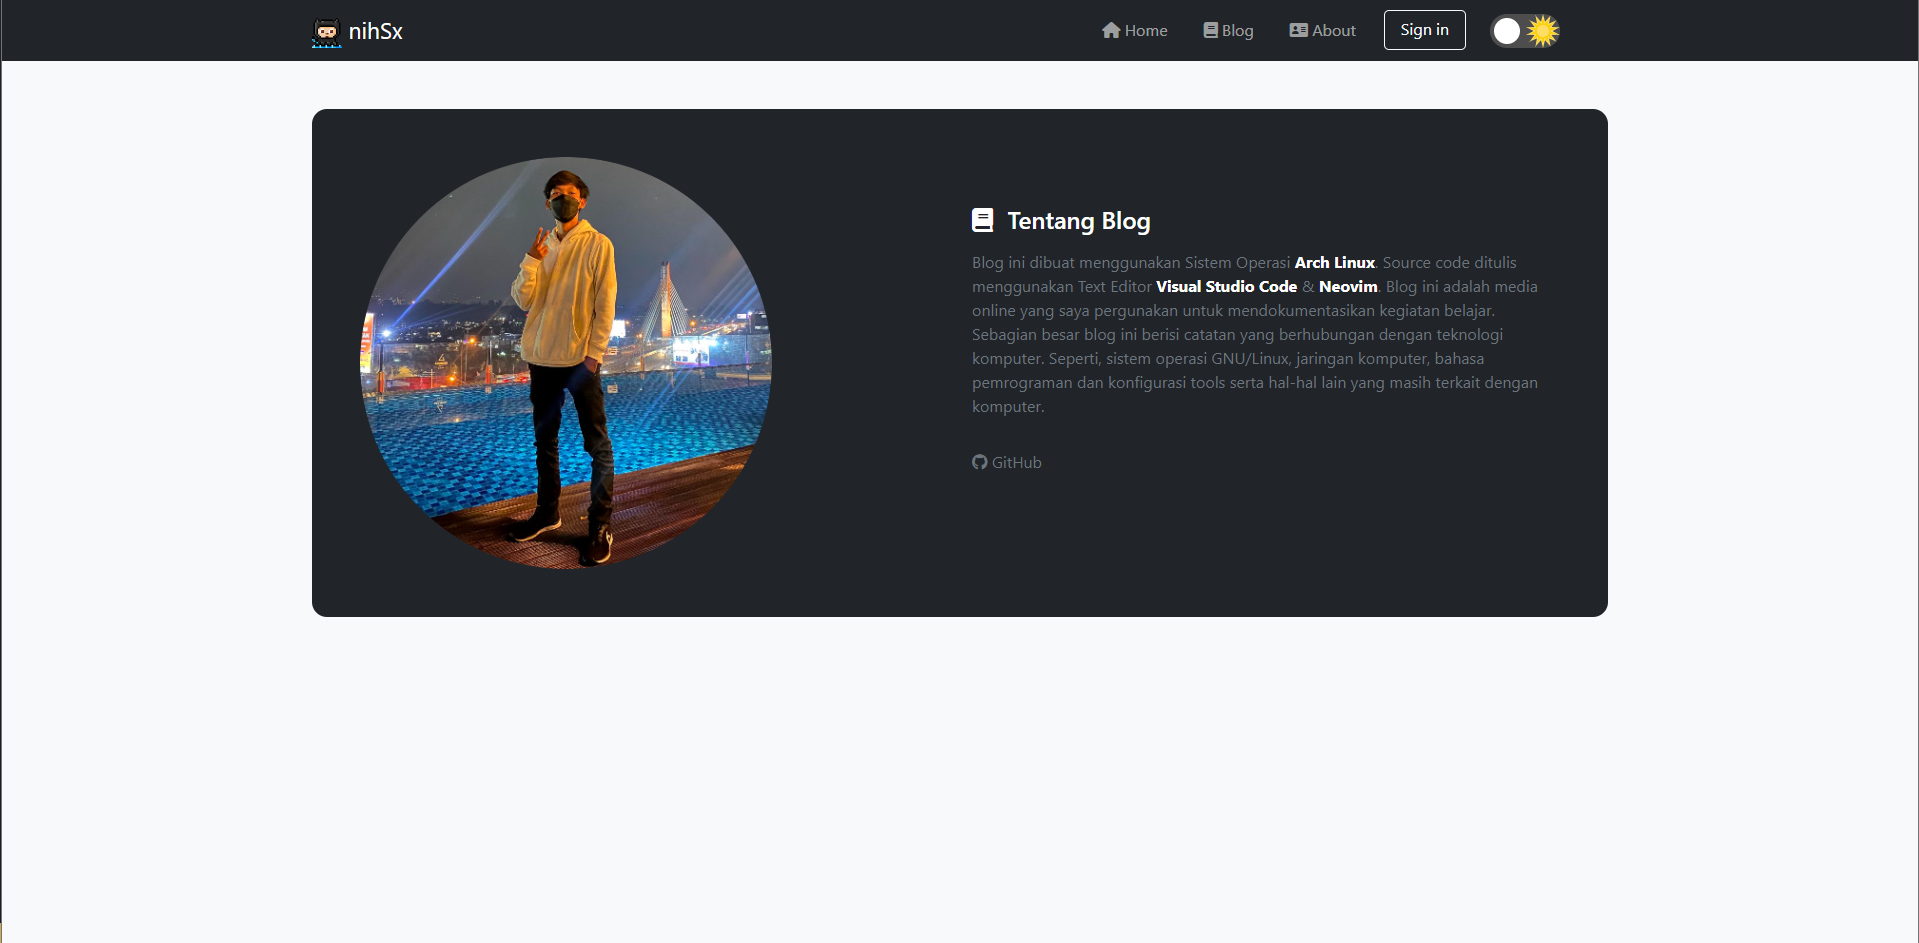 nihSx
Home
Blog
About
Sign in
Tentang Blog
Blog ini dibuat menggunakan Sistem Operasi Arch Linux. Source code ditulis
menggunakan Text Editor Visual Studio Code & Neovim. Blog ini adalah media
online yang saya pergunakan untuk mendokumentasikan kegiatan belajar.
Sebagian besar blog ini berisi catatan yang berhubungan dengan teknologi
komputer. Seperti, sistem operasi GNU/Linux, jaringan komputer, bahasa
pemrograman dan konfigurasi tools serta hal-hal lain yang masih terkait dengan
komputer.
GitHub